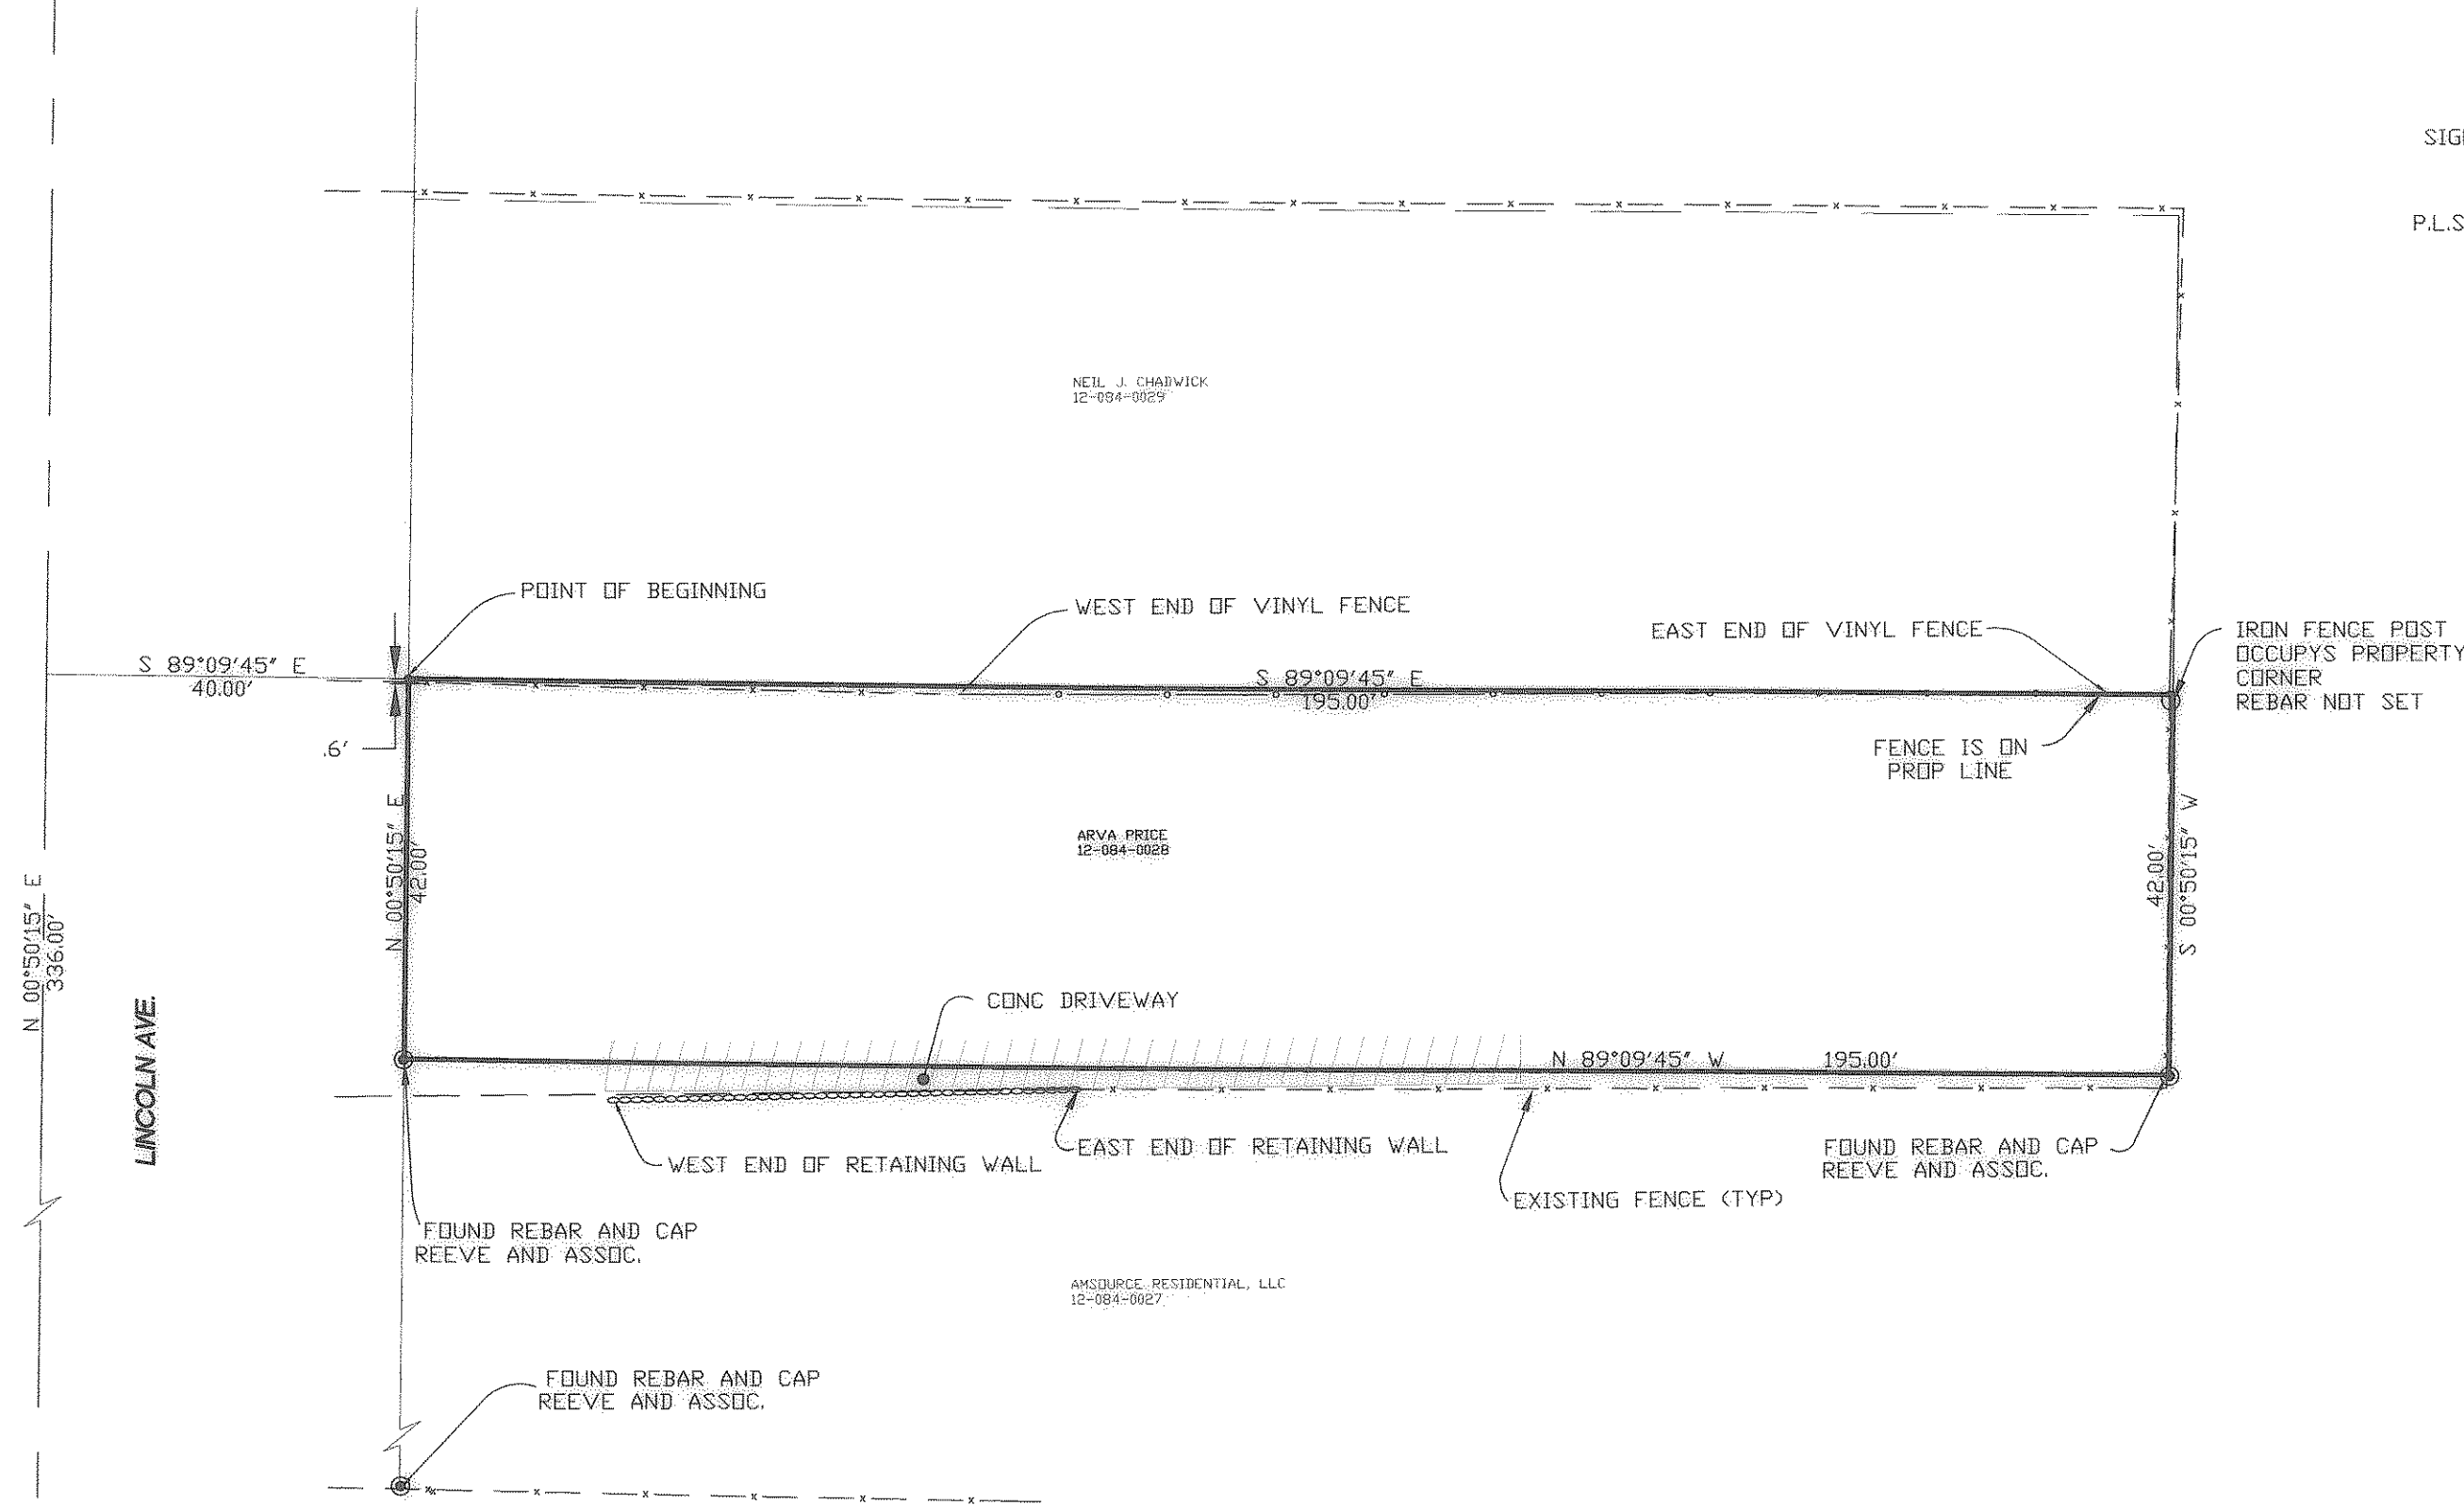 SIG
P.L.S
NEIL J. CHADWICK
12-084-0029
POINT OF BEGINNING
WEST END OF VINYL FENCE
EAST END OF VINYL FENCE
IRON FENCE POST
OCCUPYS PROPERTY
CORNER
REBAR NOT SET
S 89°09'45" E
40.00'
S 89°09'45" E
195.00'
.6'
FENCE IS ON
PROP LINE
N 00°50'15" E
42.00'
ARVA PRICE
12-084-0028
42.00'
S 00°50'15" W
N 00°50'15" E
336.00'
LINCOLN AVE.
CONC DRIVEWAY
N 89°09'45" W 195.00'
WEST END OF RETAINING WALL
EAST END OF RETAINING WALL
FOUND REBAR AND CAP
REEVE AND ASSOC.
EXISTING FENCE (TYP)
FOUND REBAR AND CAP
REEVE AND ASSOC.
AMSOURCE RESIDENTIAL, LLC
12-084-0027
FOUND REBAR AND CAP
REEVE AND ASSOC.